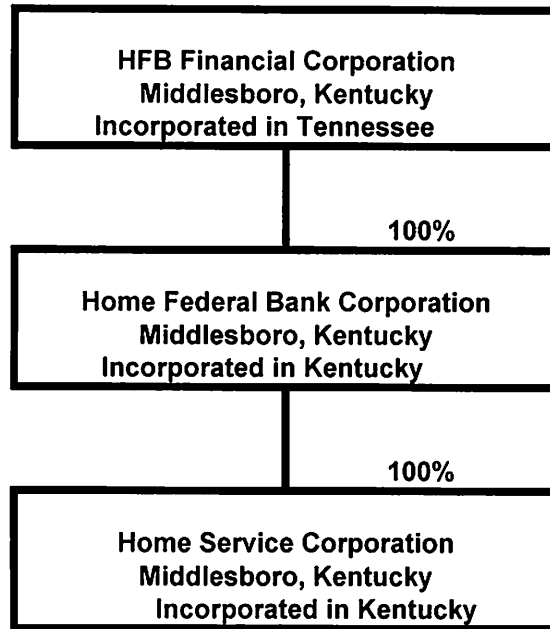 HFB Financial Corporation
Middlesboro, Kentucky
Incorporated in Tennessee
100%
Home Federal Bank Corporation
Middlesboro, Kentucky
Incorporated in Kentucky
100%
Home Service Corporation
Middlesboro, Kentucky
Incorporated in Kentucky